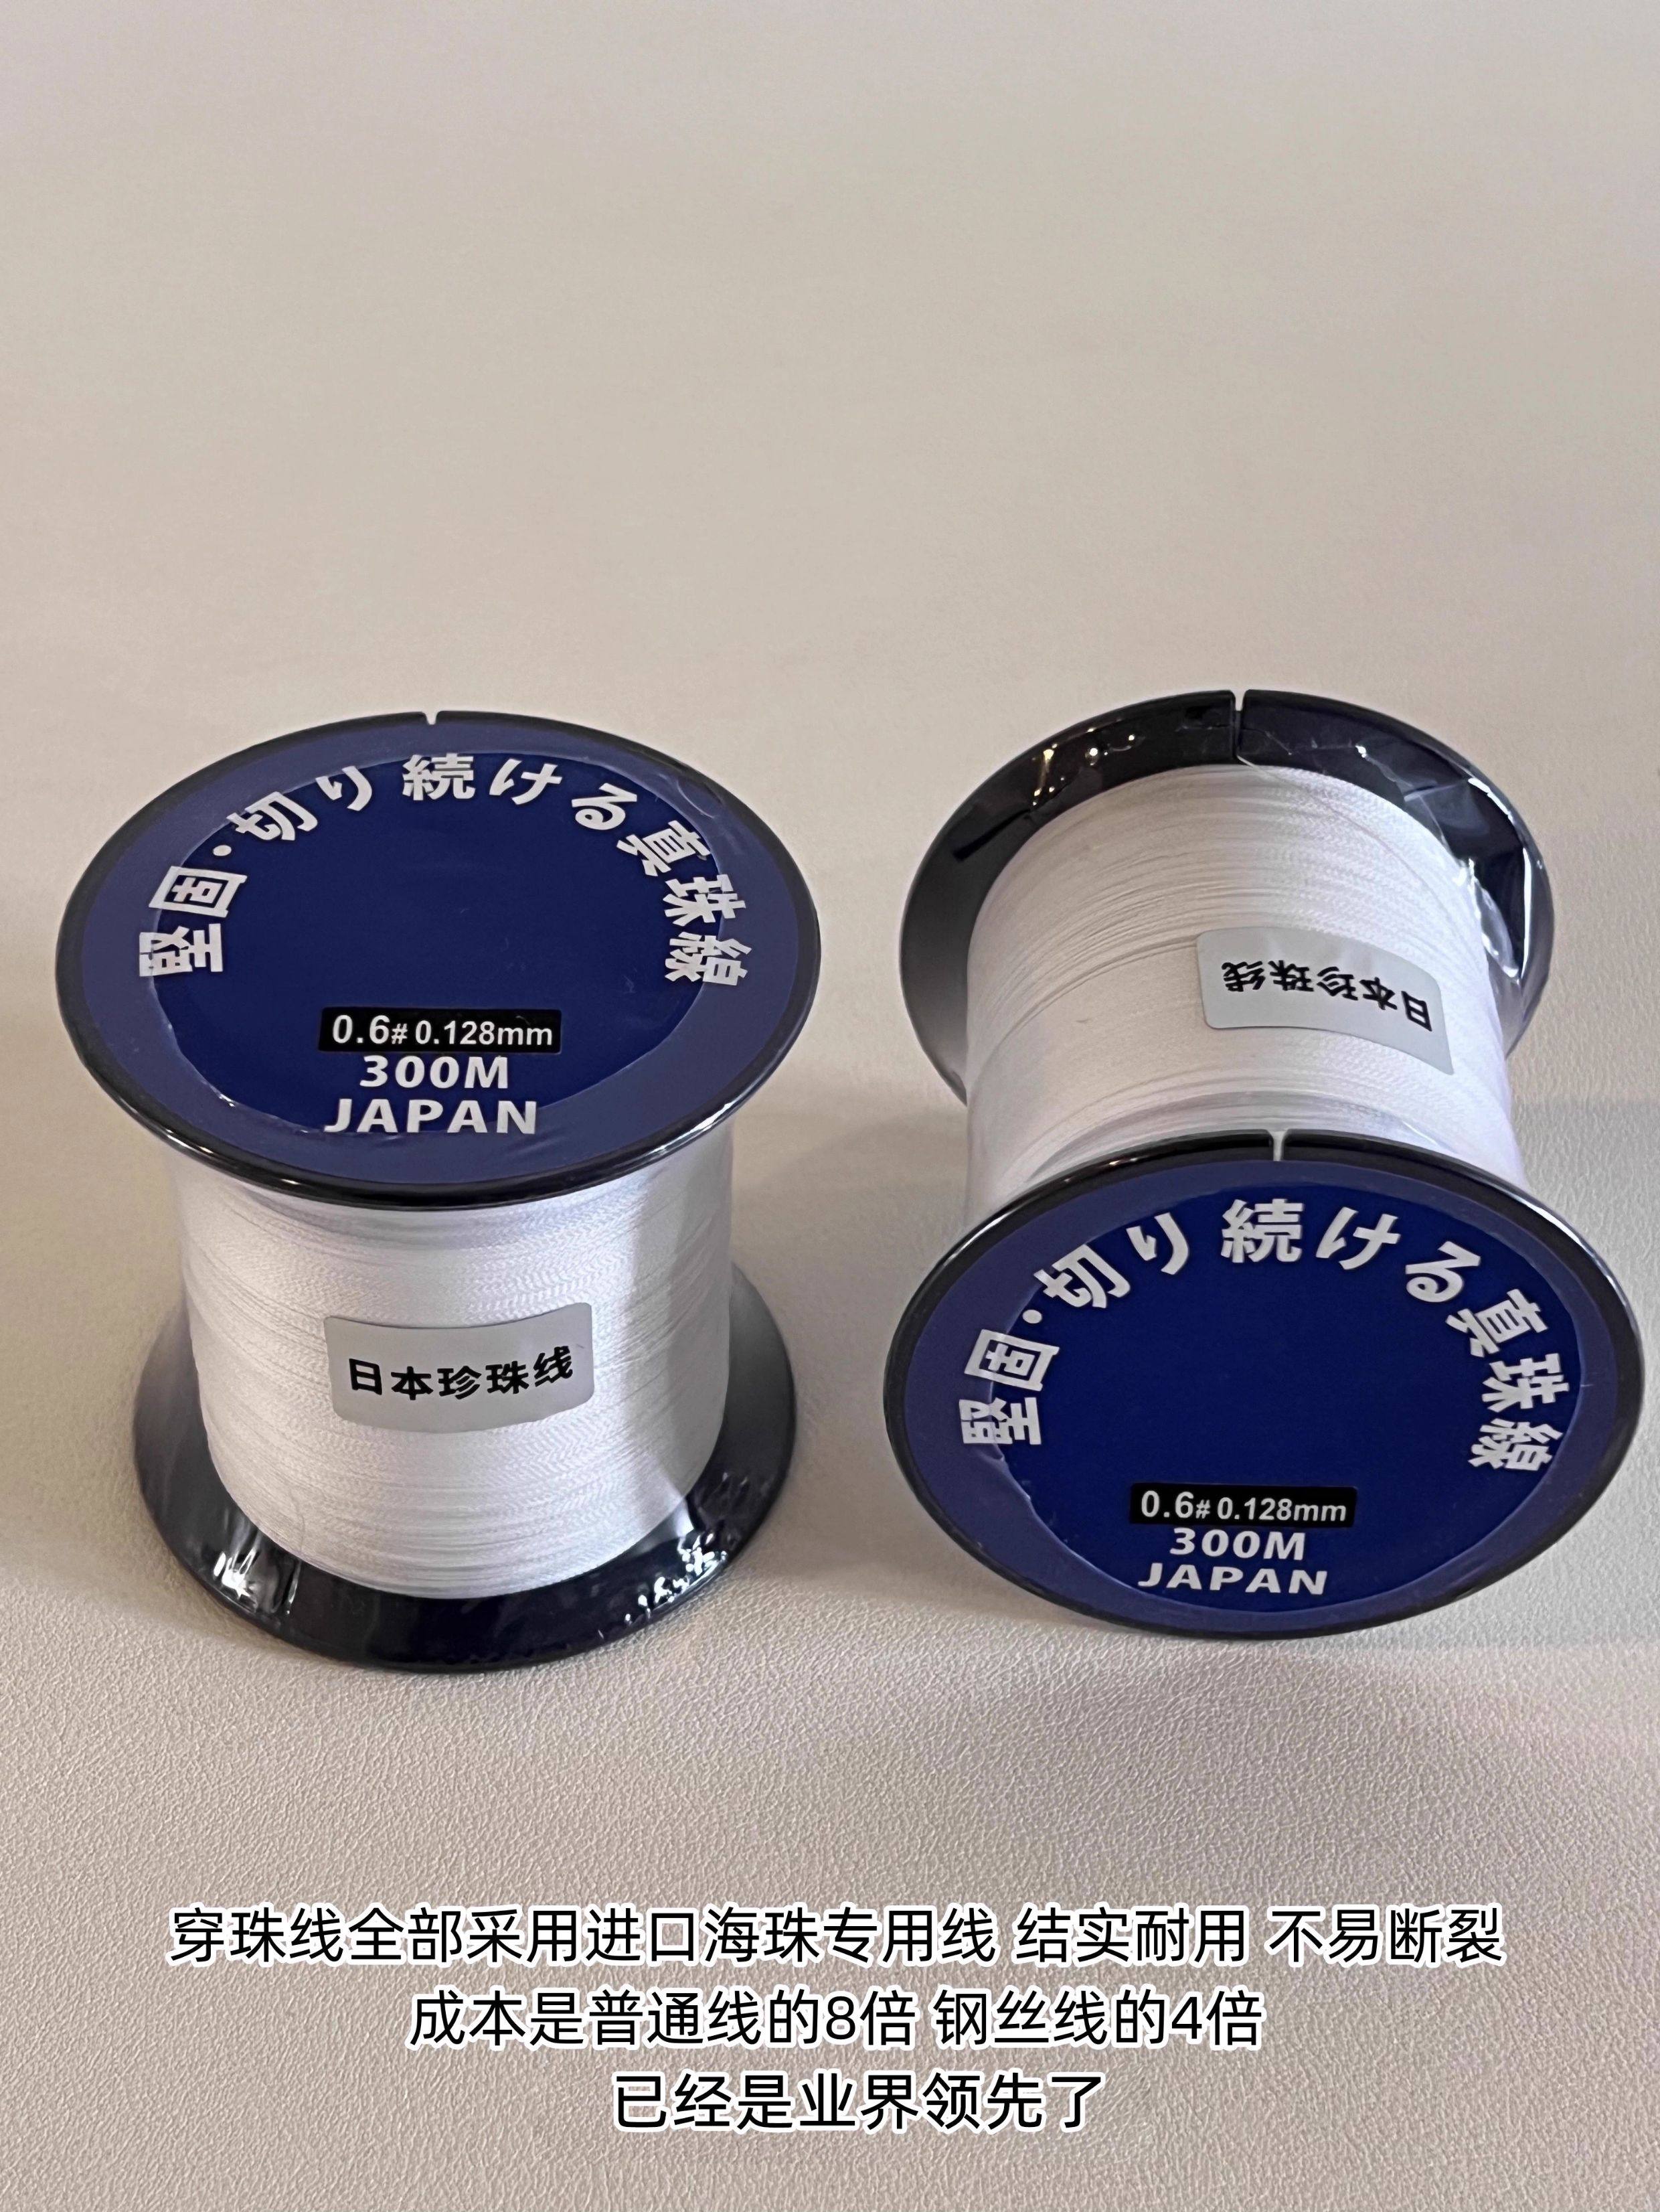 堅固·切り続ける真珠線
0.6# 0.128mm
300M
JAPAN
日本珍珠线
日本珍珠线
堅固·切り続ける真珠線
0.6# 0.128mm
300M
JAPAN
穿珠线全部采用进口海珠专用线 结实耐用 不易断裂
成本是普通线的8倍 钢丝线的4倍
已经是业界领先了